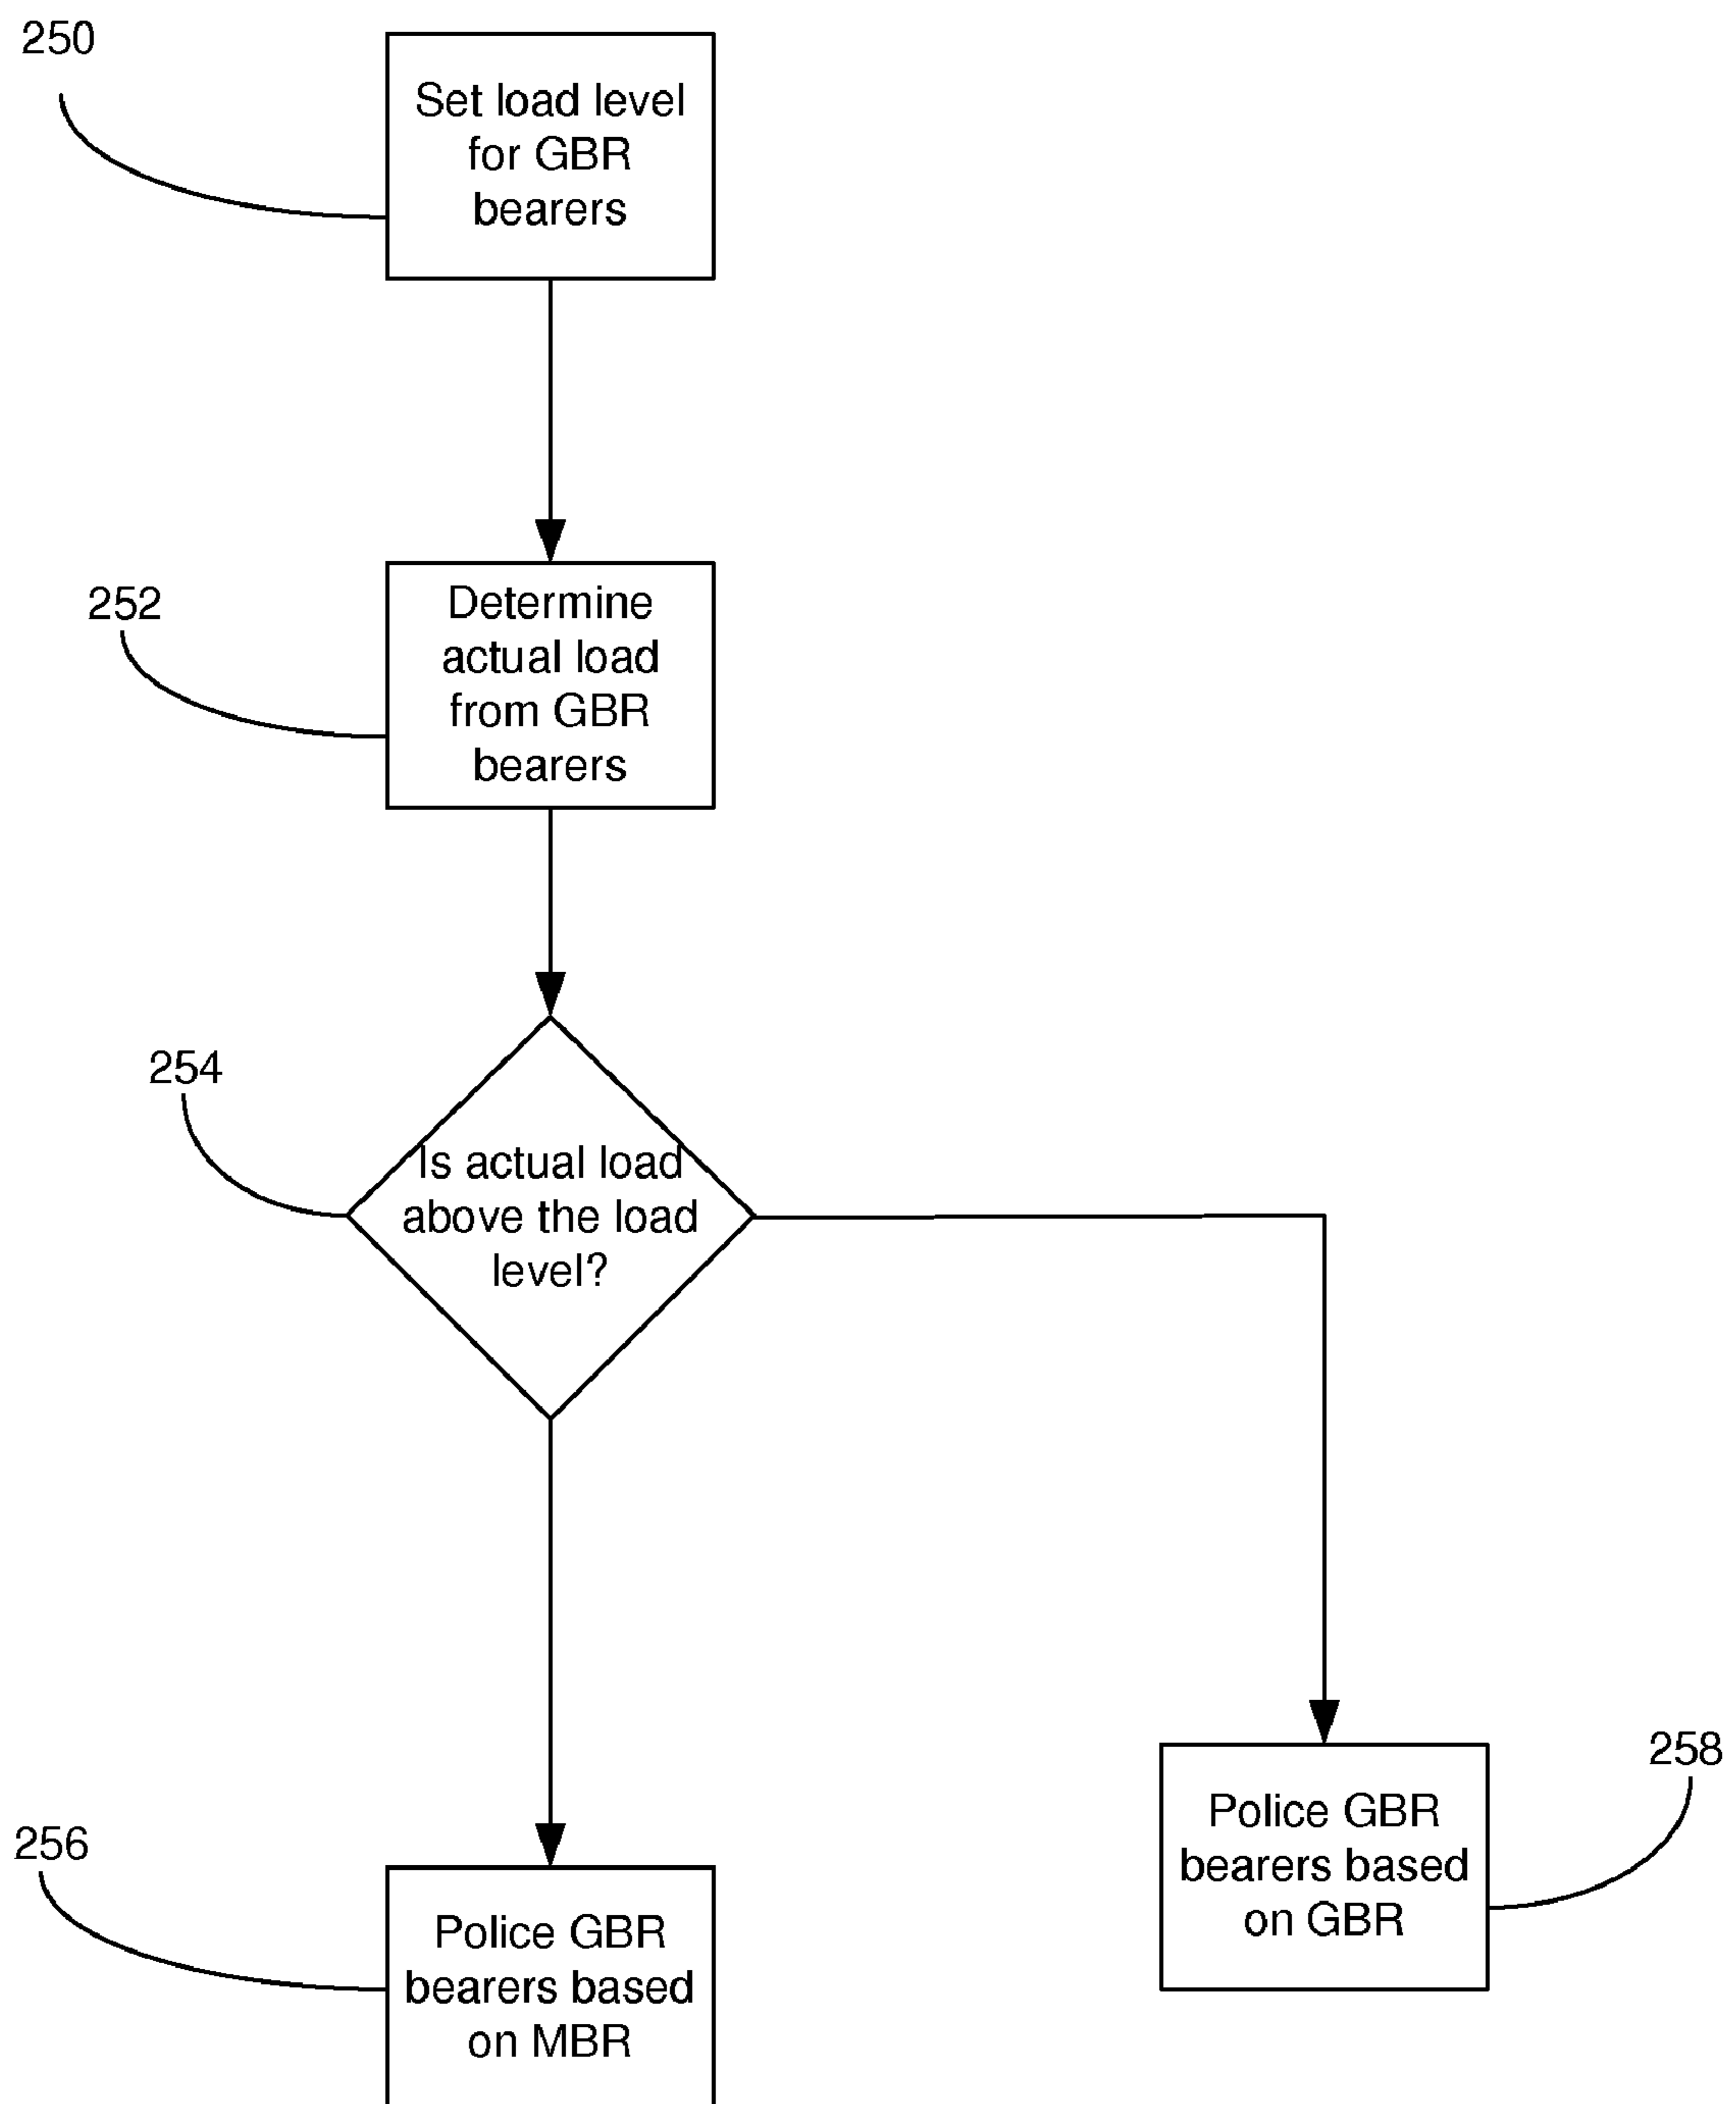 250
Set load level
for GBR
bearers
252
Determine
actual load
from GBR
bearers
254
Is actual load
above the load
level?
258
Police GBR
bearers based
on GBR
256
Police GBR
bearers based
on MBR